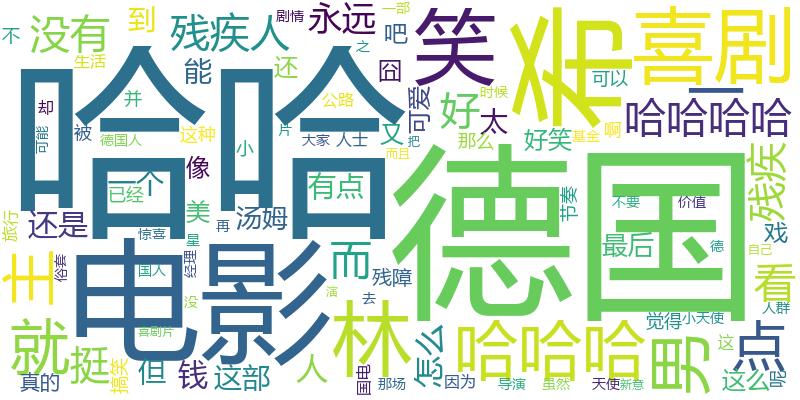 哈哈
德国
电影
希
笑
喜剧
哈哈哈哈
哈哈哈
林
残疾人
没有
永远
剧情
一部
不
到
吧
之
生活
能
还
囧
可爱
好
时候
可以
却
并
公路
太
可能
被
这种
片
大家
人士
又
把
那么
好笑
基金
啊
德国人
像
小
而且
残疾
一个
已经
有点
节奏
不要
价值
旅行
还是
美
汤姆
戏
惊喜
星
再
最后
德
自己
主
俗套
国人
经理
而
残障
看
人群
没
演
去
觉得
小天使
就
挺
喜剧片
怎么
男
这
点
真的
搞笑
但
钱
这部
人
国电
那场
因为
导演
虽然
天使
新意
这么
呢
一